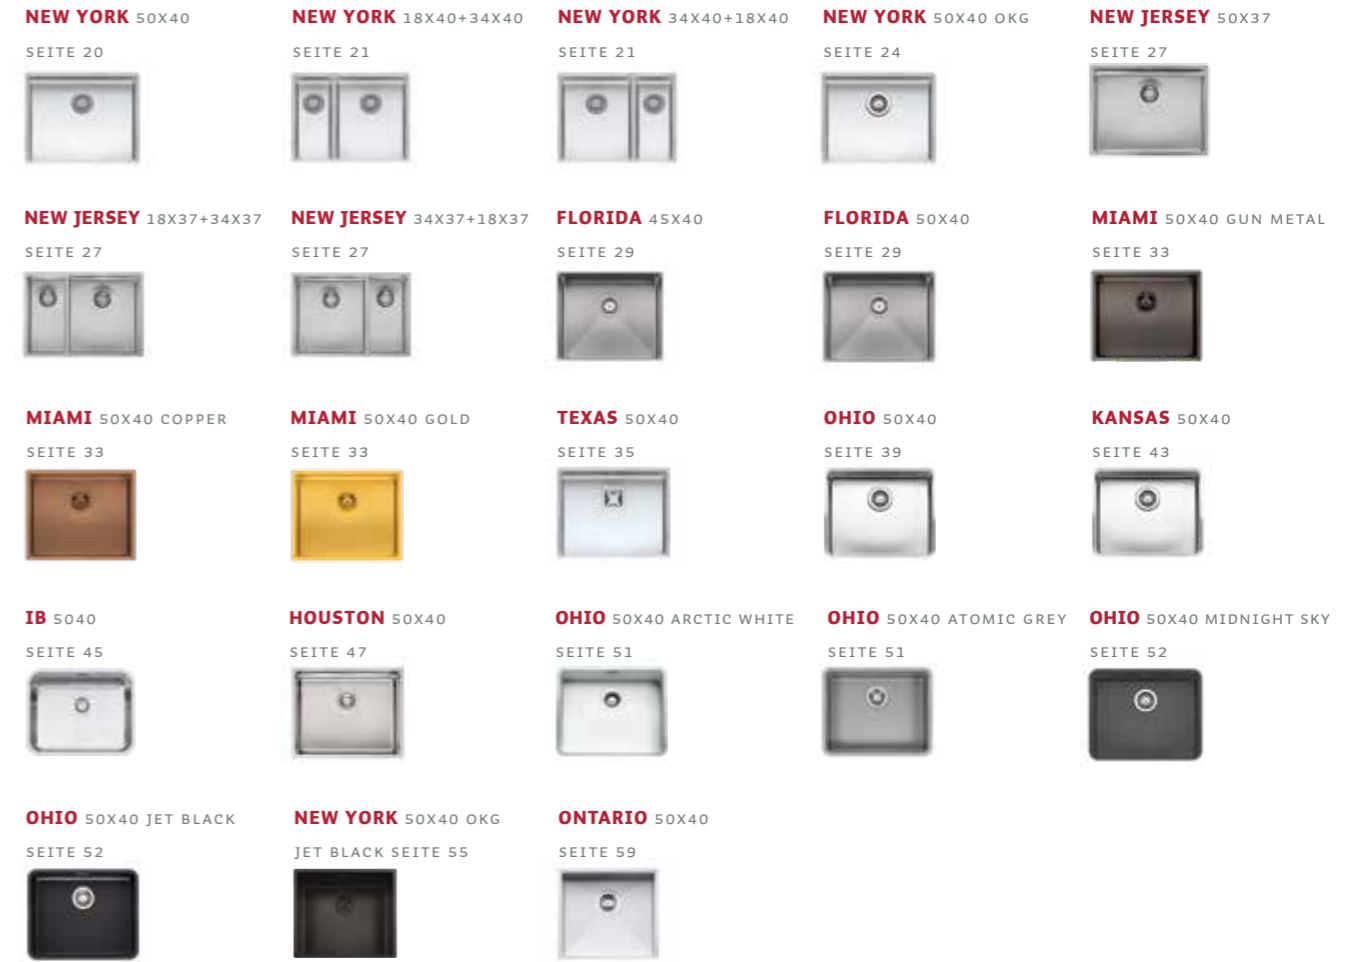 NEW YORK 50X40
SEITE 20
NEW YORK 18X40+34X40
SEITE 21
NEW YORK 34X40+18X40
SEITE 21
NEW YORK 50X40 OKG
SEITE 24
NEW JERSEY 50X37
SEITE 27
NEW JERSEY 18X37+34X37
SEITE 27
NEW JERSEY 34X37+18X37
SEITE 27
FLORIDA 45X40
SEITE 29
FLORIDA 50X40
SEITE 29
MIAMI 50X40 GUN METAL
SEITE 33
MIAMI 50X40 COPPER
SEITE 33
MIAMI 50X40 GOLD
SEITE 33
TEXAS 50X40
SEITE 35
OHIO 50X40
SEITE 39
KANSAS 50X40
SEITE 43
IB 5040
SEITE 45
HOUSTON 50X40
SEITE 47
OHIO 50X40 ARCTIC WHITE
SEITE 51
OHIO 50X40 ATOMIC GREY
SEITE 51
OHIO 50X40 MIDNIGHT SKY
SEITE 52
OHIO 50X40 JET BLACK
SEITE 52
NEW YORK 50X40 OKG
JET BLACK SEITE 55
ONTARIO 50X40
SEITE 59